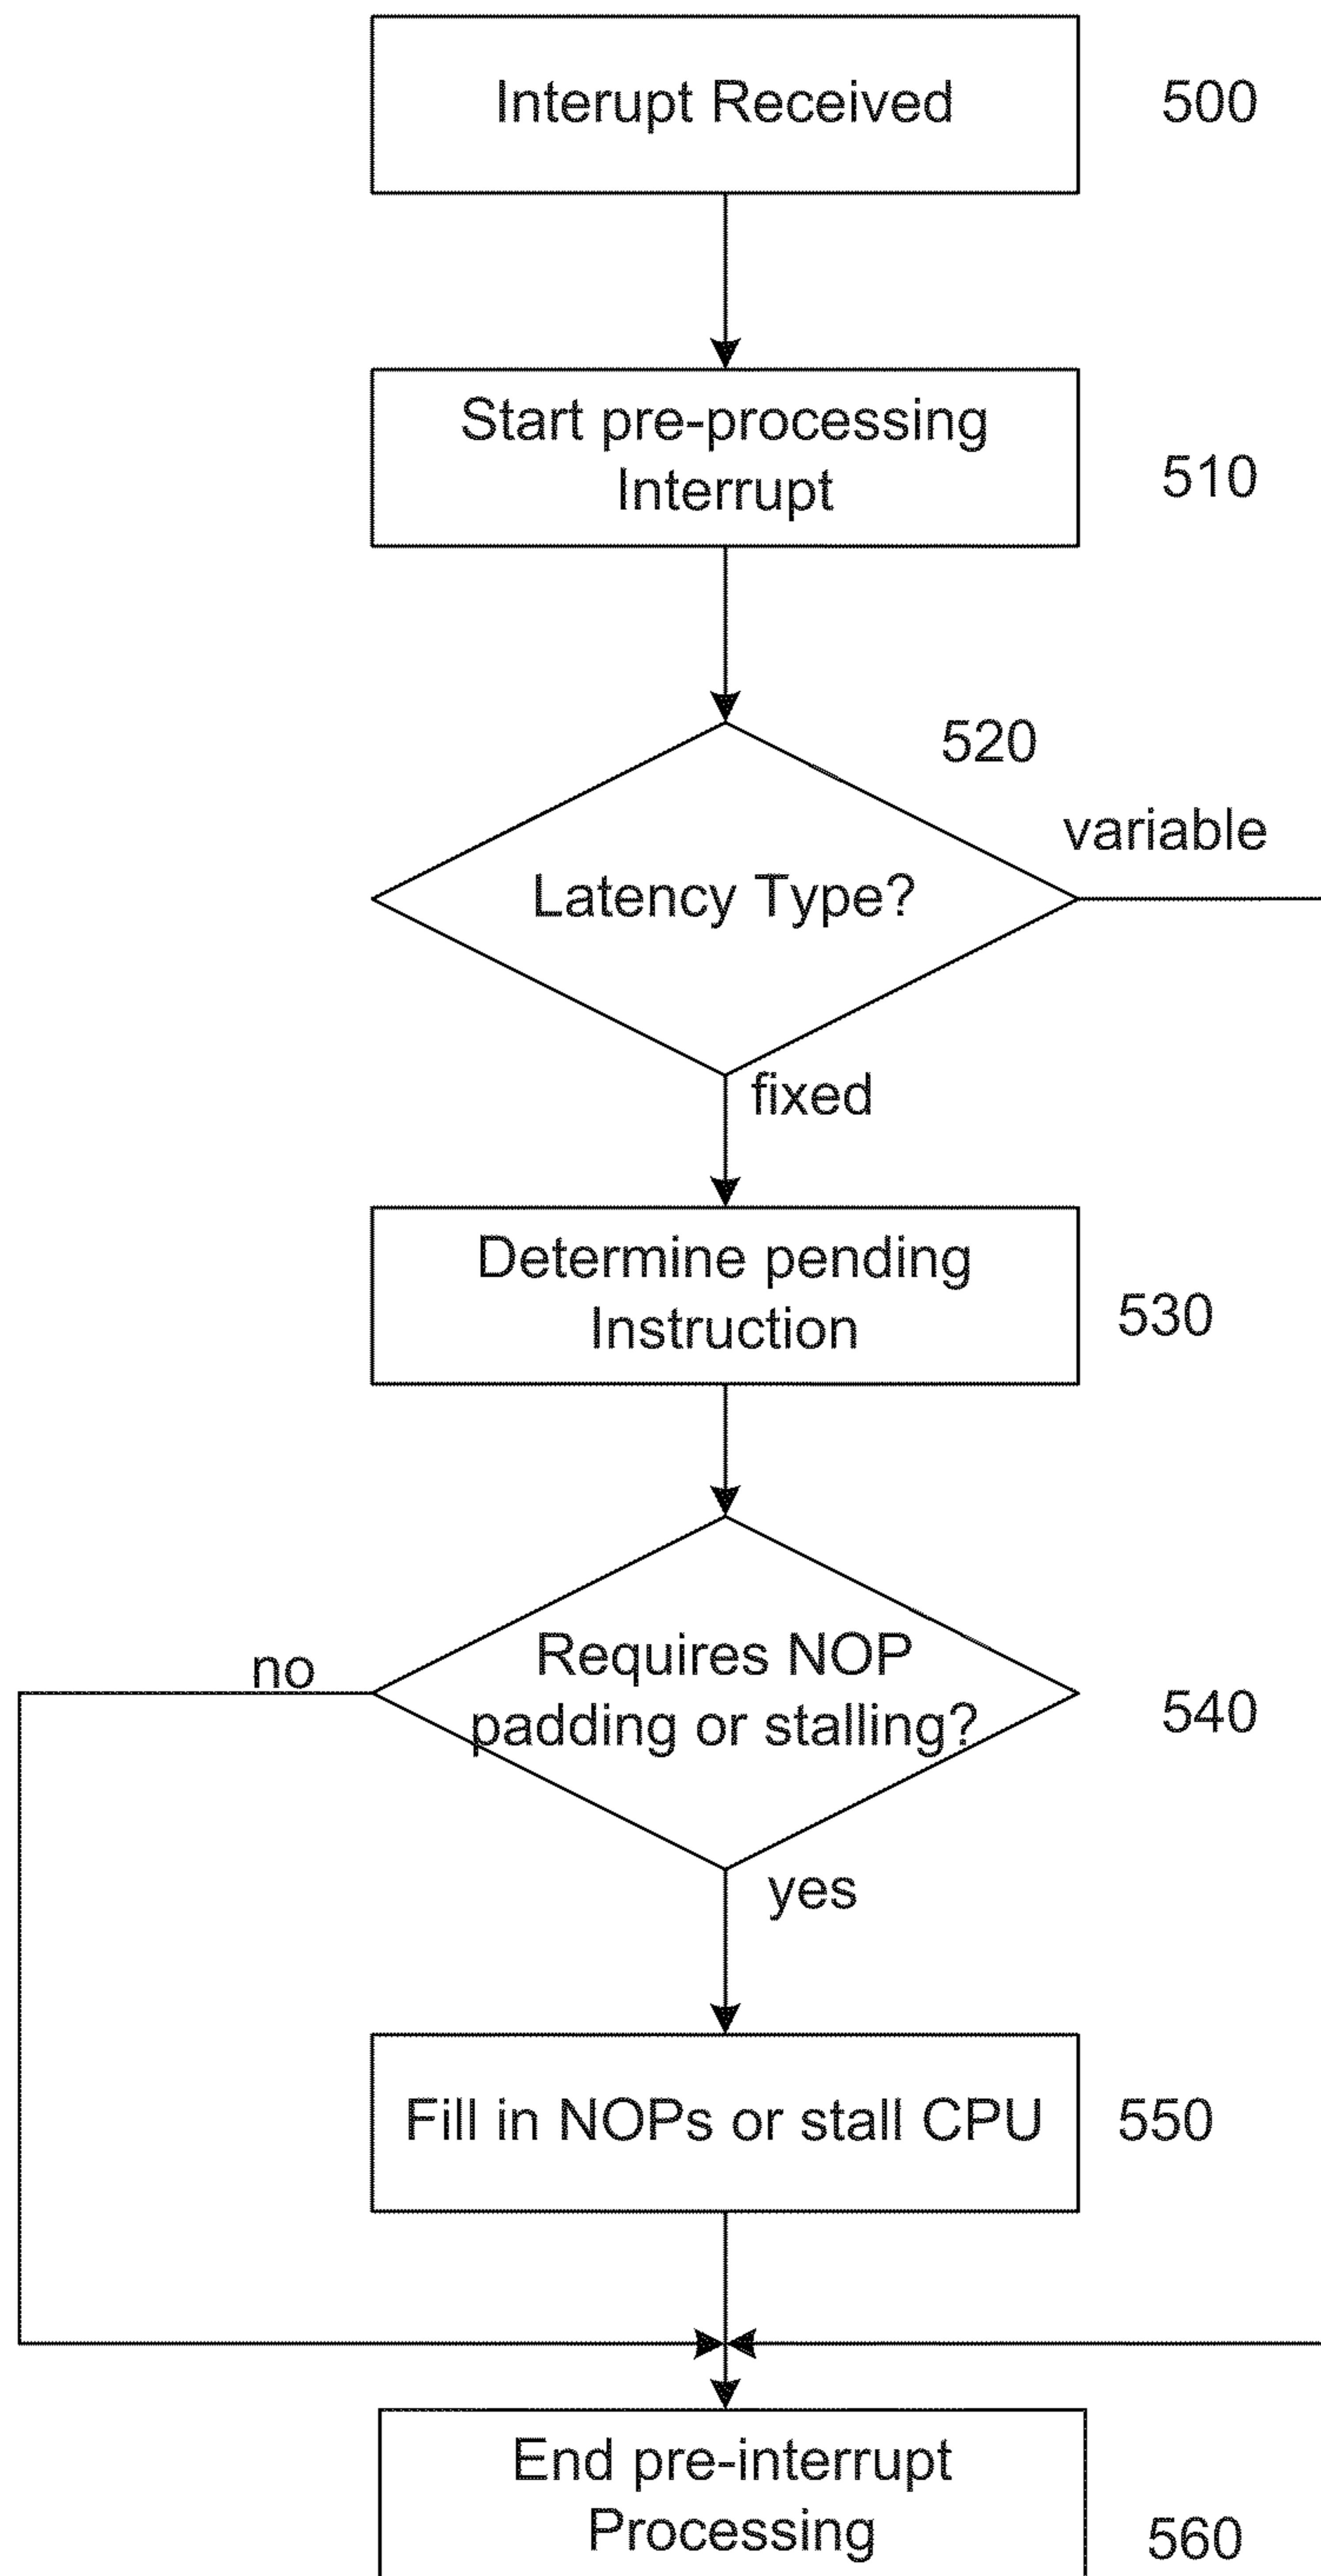 Interupt Received
500
Start pre-processing
Interrupt
510
520
variable
Latency Type?
fixed
Determine pending
Instruction
530
no
Requires NOP
padding or stalling?
540
yes
Fill in NOPs or stall CPU
550
End pre-interrupt
Processing
560